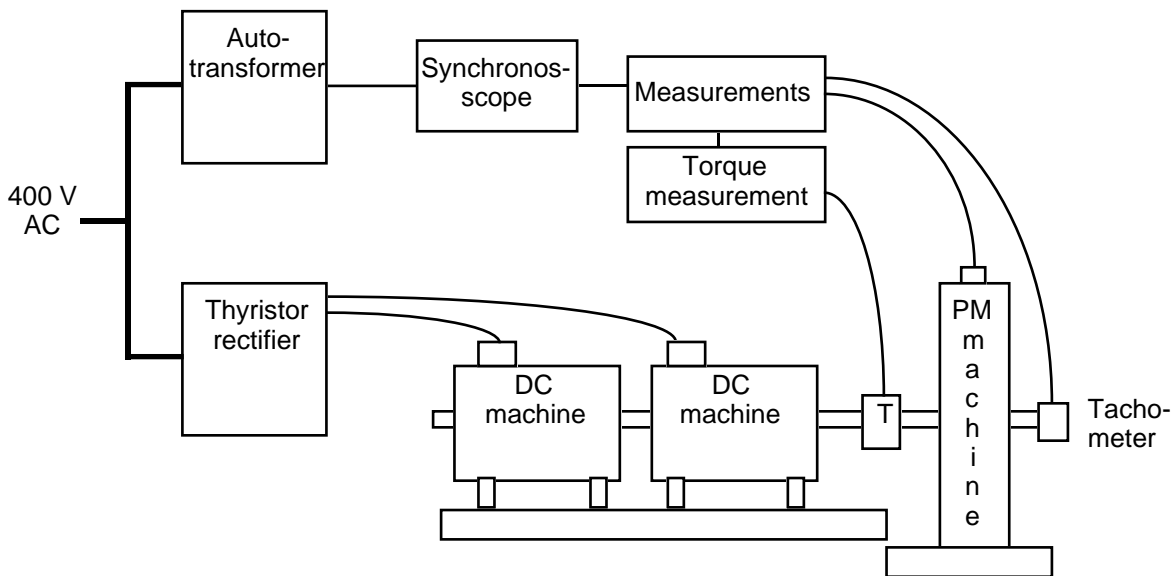 Auto-
transformer
Synchronos-
scope
Measurements
Torque
measurement
400 V
AC
Thyristor
rectifier
DC
machine
DC
machine
T
PM
m
a
c
h
i
n
e
Tacho-
meter